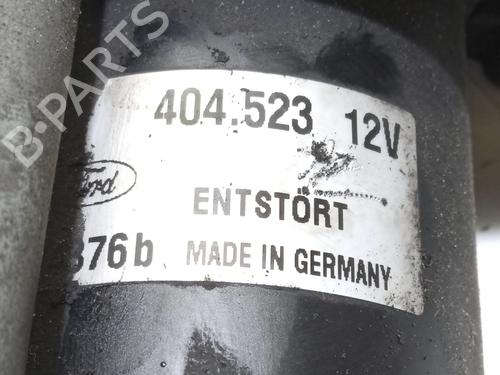 B-PARTS
404.523 12V
Ford
ENTSTÖRT
376b MADE IN GERMANY